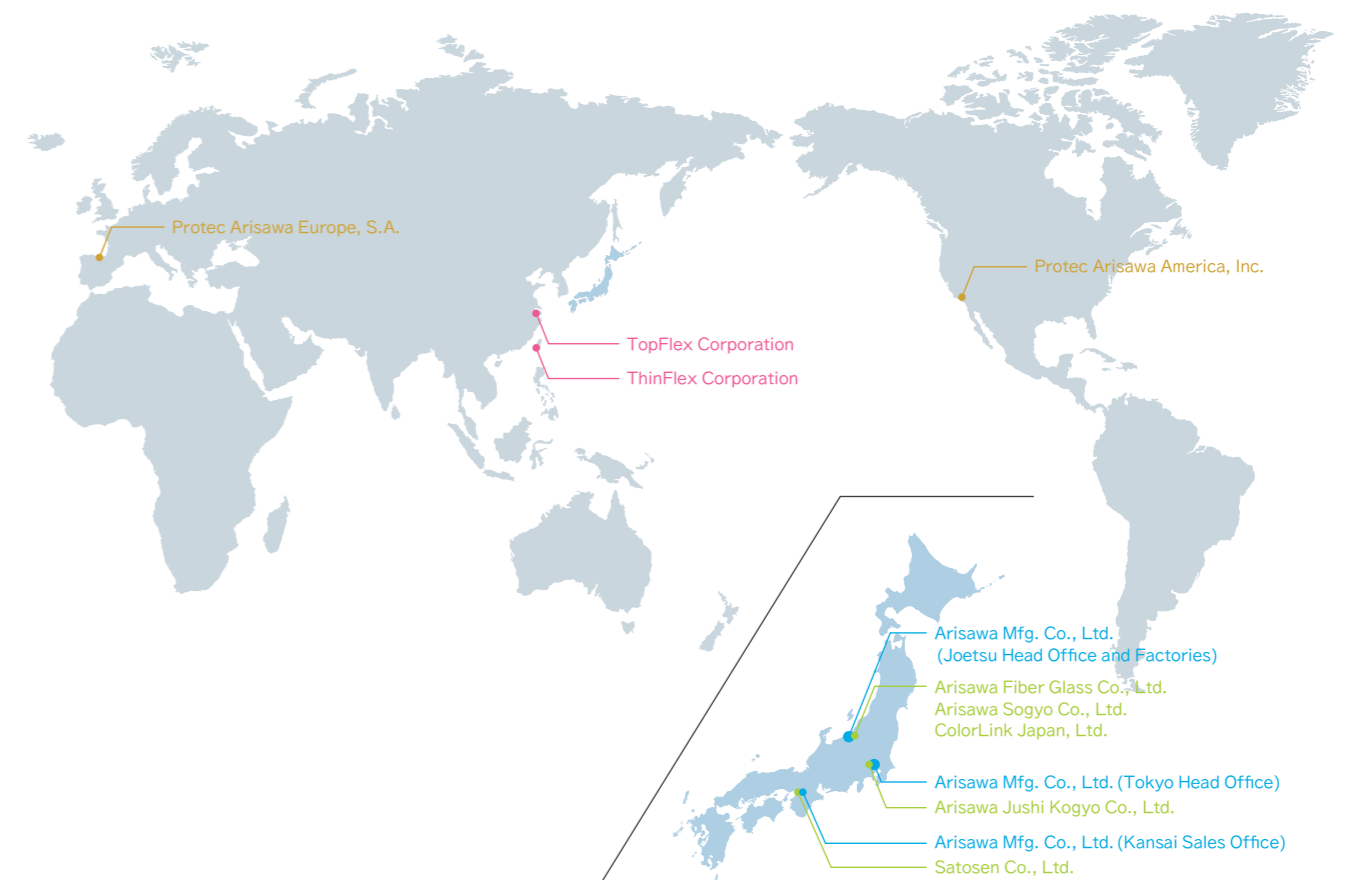 Protec Arisawa Europe, S.A.
Protec Arisawa America, Inc.
TopFlex Corporation
ThinFlex Corporation
Arisawa Mfg. Co., Ltd.
(Joetsu Head Office and Factories)
Arisawa Fiber Glass Co., Ltd.
Arisawa Sogyo Co., Ltd.
ColorLink Japan, Ltd.
Arisawa Mfg. Co., Ltd. (Tokyo Head Office)
Arisawa Jushi Kogyo Co., Ltd.
Arisawa Mfg. Co., Ltd. (Kansai Sales Office)
Satosen Co., Ltd.